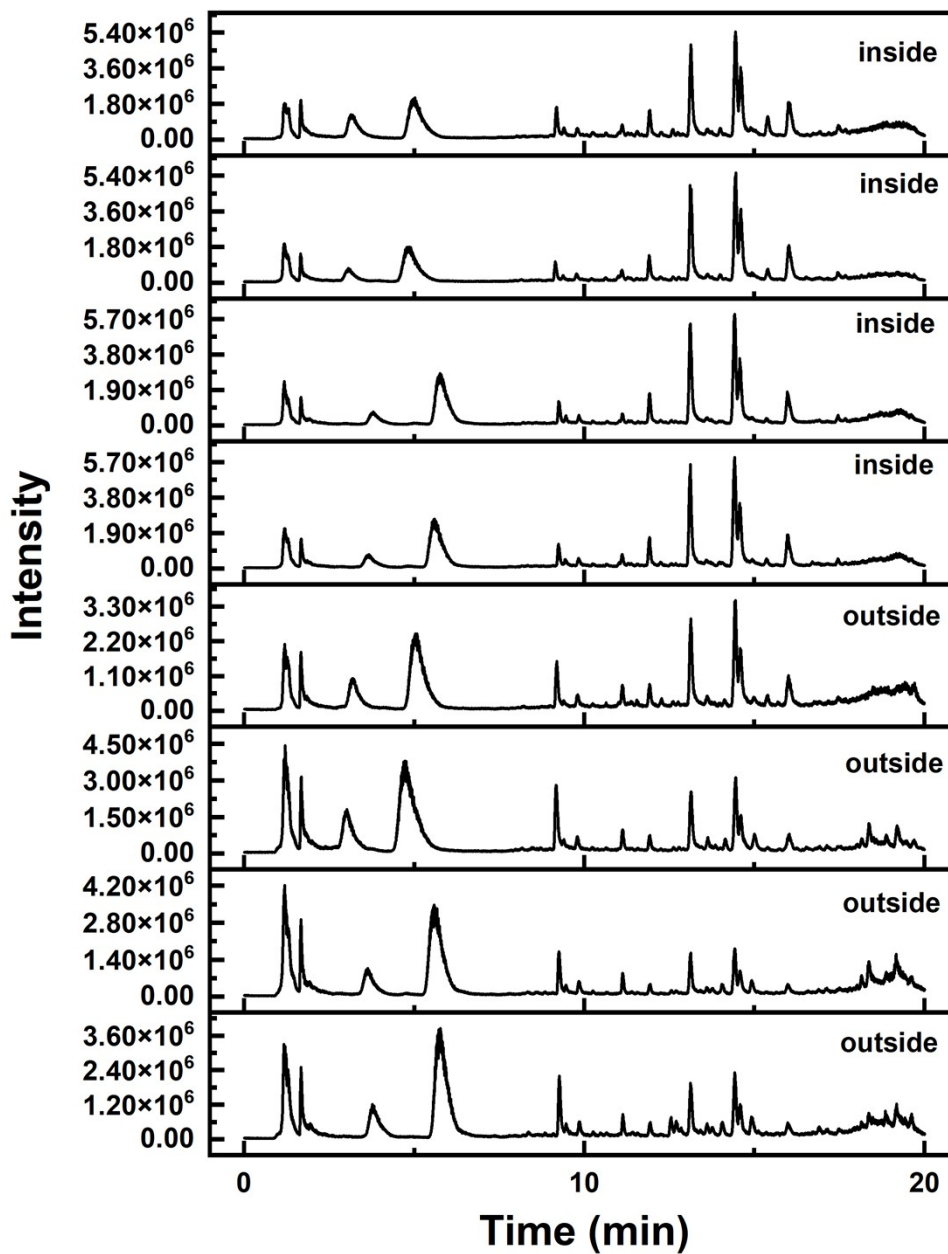 5.40×10⁶
inside
3.60×10⁶
1.80×10⁶
0.00
5.40×10⁶
inside
3.60×10⁶
1.80×10⁶
0.00
5.70×10⁶
inside
3.80×10⁶
1.90×10⁶
0.00
5.70×10⁶
inside
3.80×10⁶
1.90×10⁶
0.00
Intensity
3.30×10⁶
outside
2.20×10⁶
1.10×10⁶
0.00
4.50×10⁶
outside
3.00×10⁶
1.50×10⁶
0.00
4.20×10⁶
outside
2.80×10⁶
1.40×10⁶
0.00
3.60×10⁶
outside
2.40×10⁶
1.20×10⁶
0.00
0 10 20
Time (min)